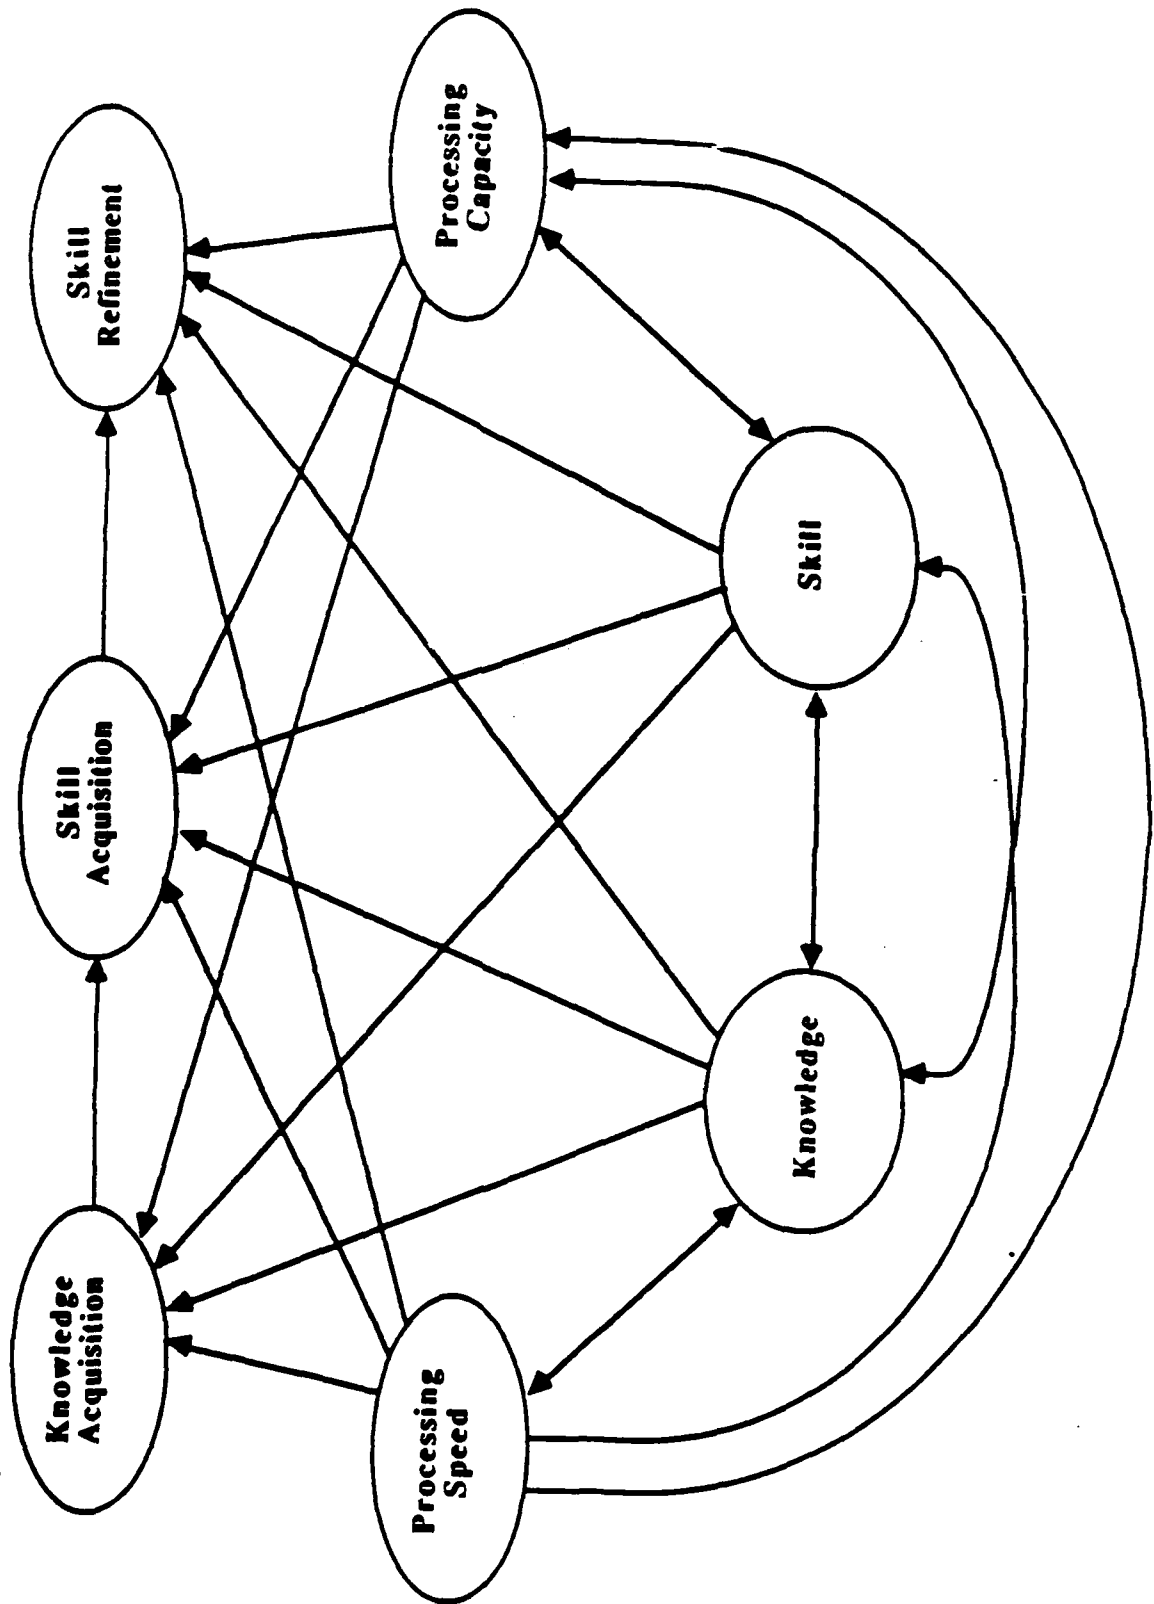 Knowledge
Acquisition
Skill
Acquisition
Skill
Refinement
Processing
Speed
Processing
Capacity
Knowledge
Skill